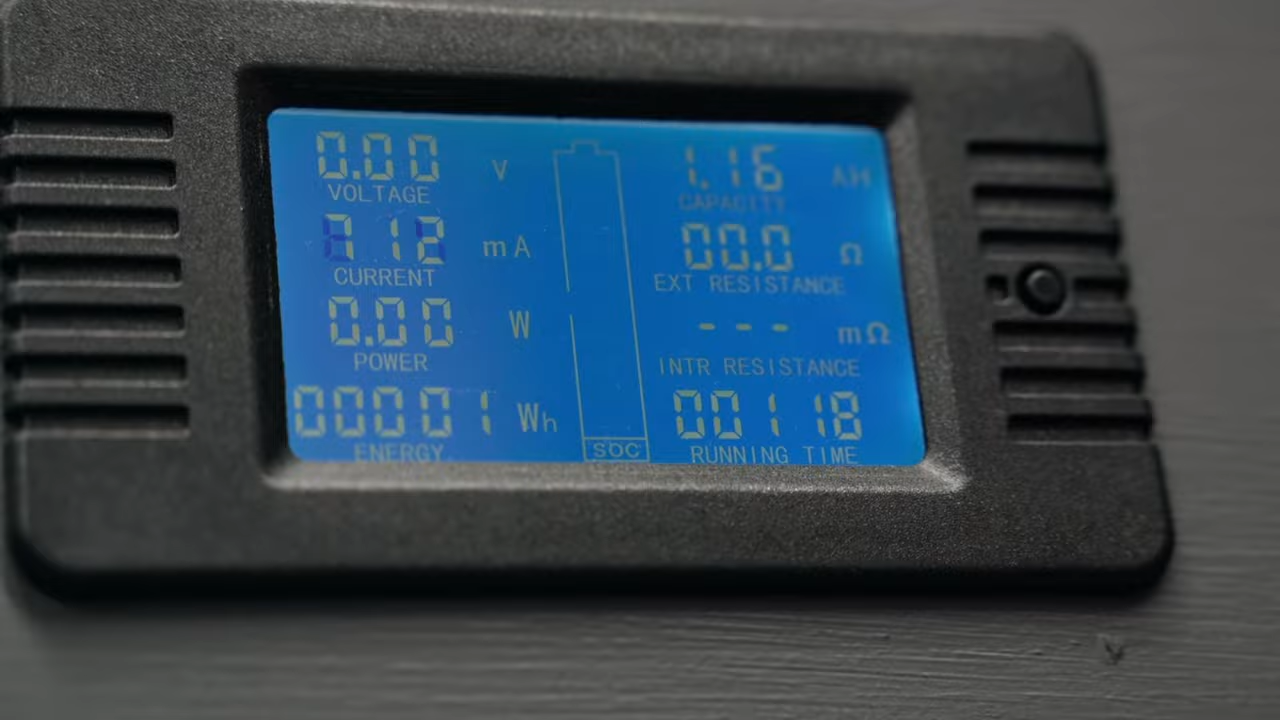 0.00 V
VOLTAGE
mA
CURRENT
0.00 W
POWER
00001 Wh
ENERGY
SOC
1.16 AH
CAPACITY
00.0 Ω
EXT RESISTANCE
--- mΩ
INTR RESISTANCE
00118
RUNNING TIME